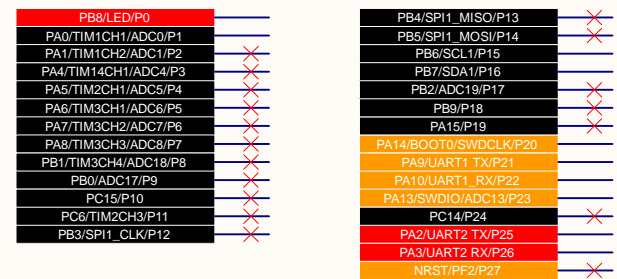 PB8/LED/P0
PA0/TIM1CH1/ADC0/P1
PA1/TIM1CH2/ADC1/P2
PA4/TIM14CH1/ADC4/P3
PA5/TIM2CH1/ADC5/P4
PA6/TIM3CH1/ADC6/P5
PA7/TIM3CH2/ADC7/P6
PA8/TIM3CH3/ADC8/P7
PB1/TIM3CH4/ADC18/P8
PB0/ADC17/P9
PC15/P10
PC6/TIM2CH3/P11
PB3/SPI1_CLK/P12
PB4/SPI1_MISO/P13
PB5/SPI1_MOSI/P14
PB6/SCL1/P15
PB7/SDA1/P16
PB2/ADC19/P17
PB9/P18
PA15/P19
PA14/BOOT0/SWDCLK/P20
PA9/UART1 TX/P21
PA10/UART1_RX/P22
PA13/SWDIO/ADC13/P23
PC14/P24
PA2/UART2 TX/P25
PA3/UART2 RX/P26
NRST/PF2/P27